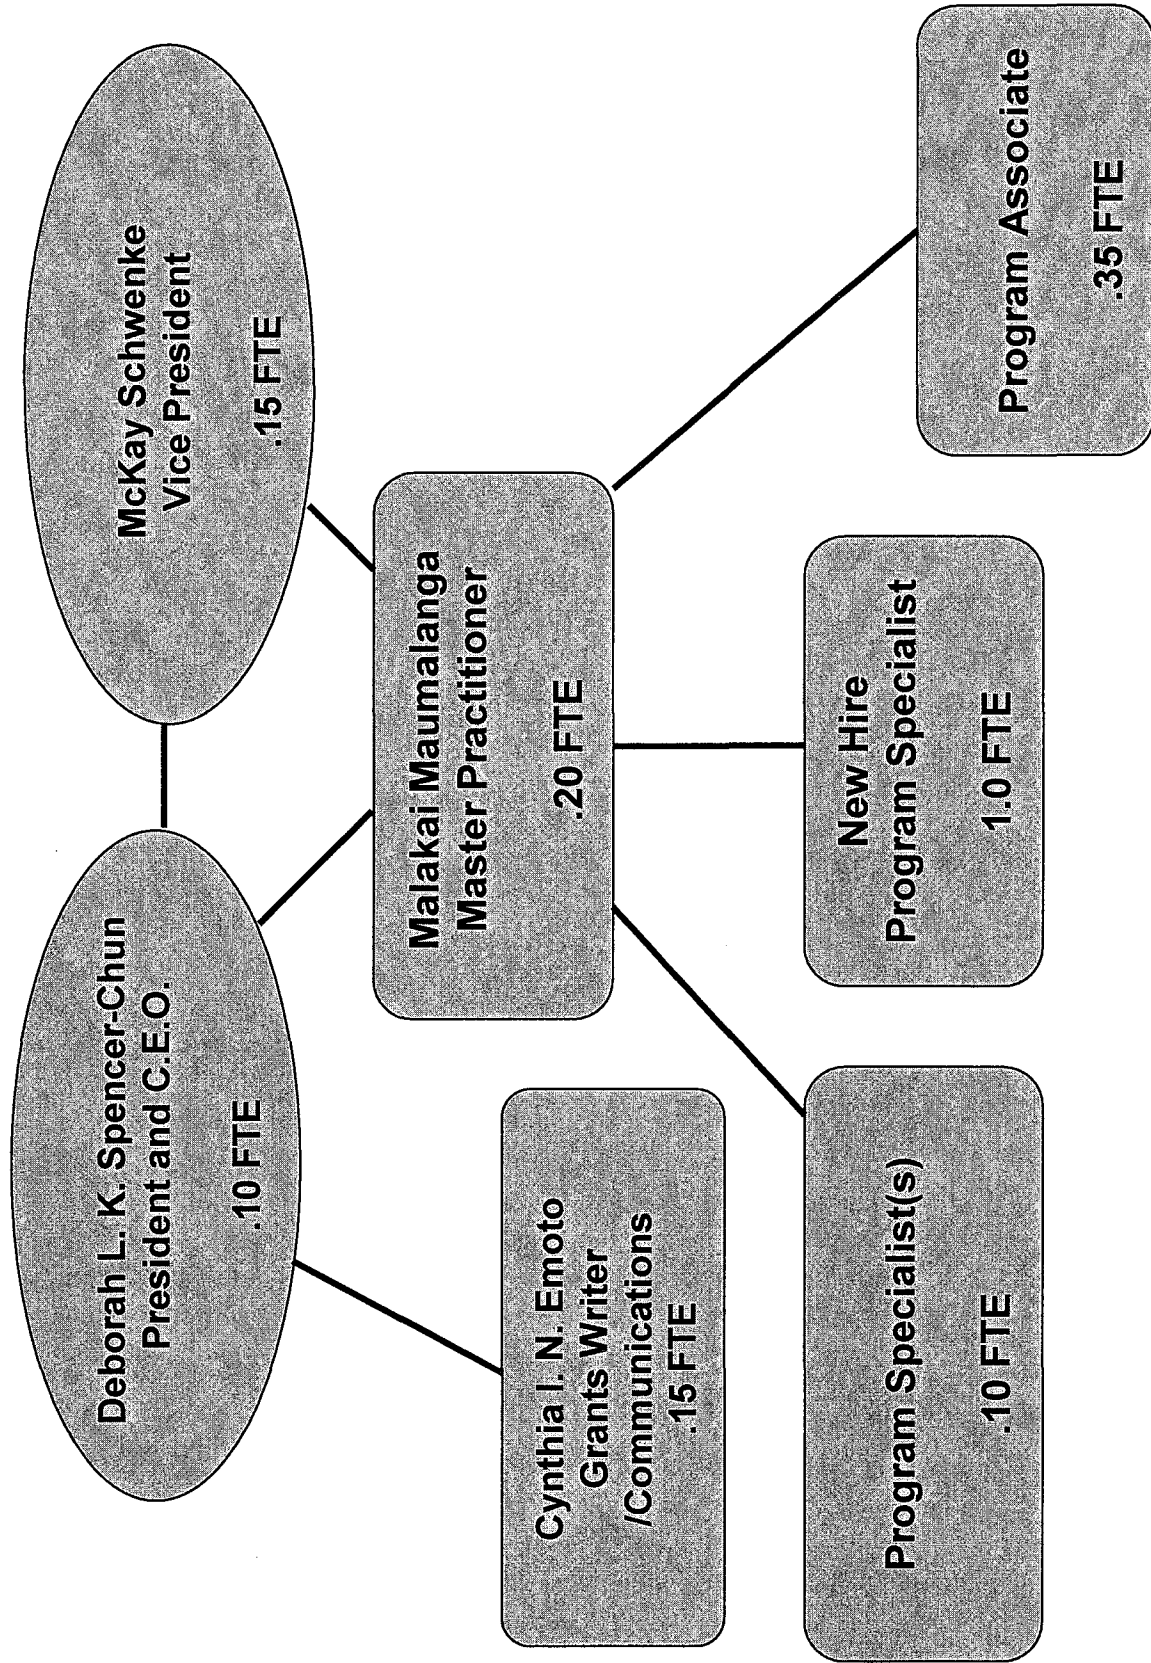 Deborah L. K. Spencer-Chun
President and C.E.O.
.10 FTE
McKay Schwenke
Vice President
.15 FTE
Cynthia I. N. Emoto
Grants Writer
/Communications
.15 FTE
Malakai Maumalanga
Master Practitioner
.20 FTE
Program Specialist(s)
.10 FTE
New Hire
Program Specialist
1.0 FTE
Program Associate
.35 FTE